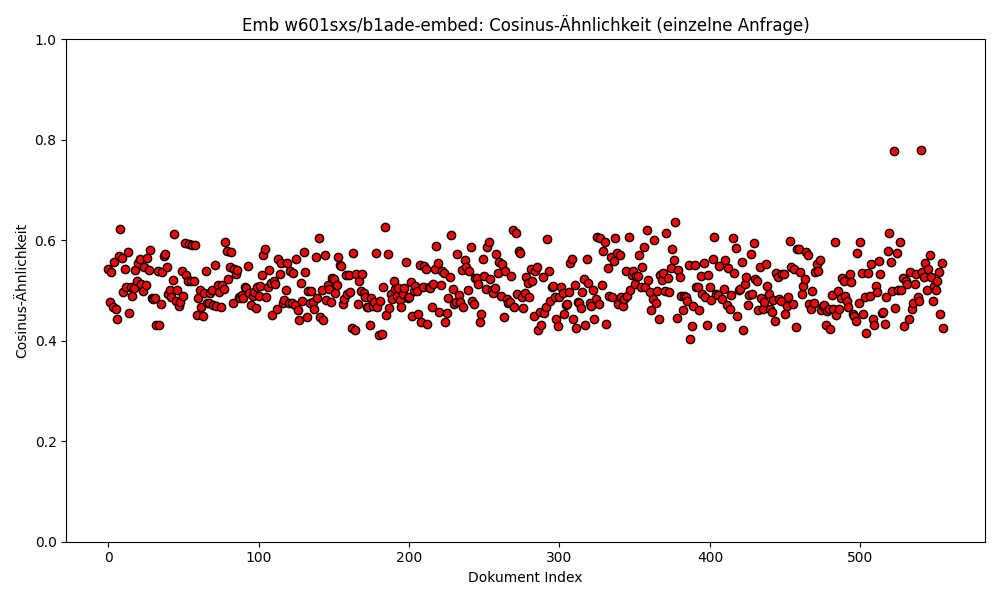 Emb w601sxs/b1ade-embed: Cosinus-Ähnlichkeit (einzelne Anfrage)
1.0
0.8
0.6
0.4
0.2
0.0
Cosinus-Ähnlichkeit
0 100 200 300 400 500
Dokument Index